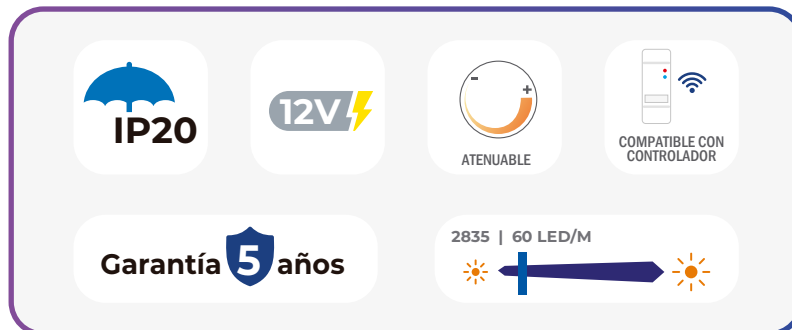 IP20
12V
- +
ATENUABLE
COMPATIBLE CON
CONTROLADOR
Garantía 5 años
2835 | 60 LED/M